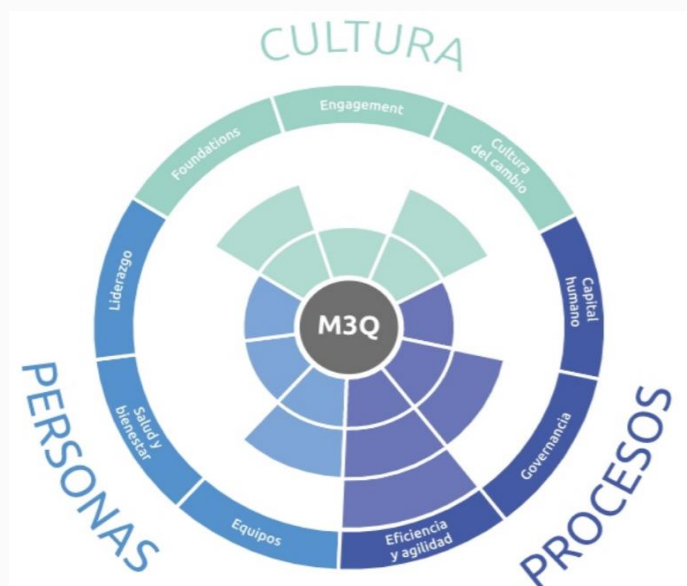 CULTURA
Engagement
Foundations
Cultura
del cambio
Liderazgo
Capital
humano
M3Q
PERSONAS
Salud y
bienestar
Governancia
PROCESOS
Equipos
Eficiencia
y agilidad